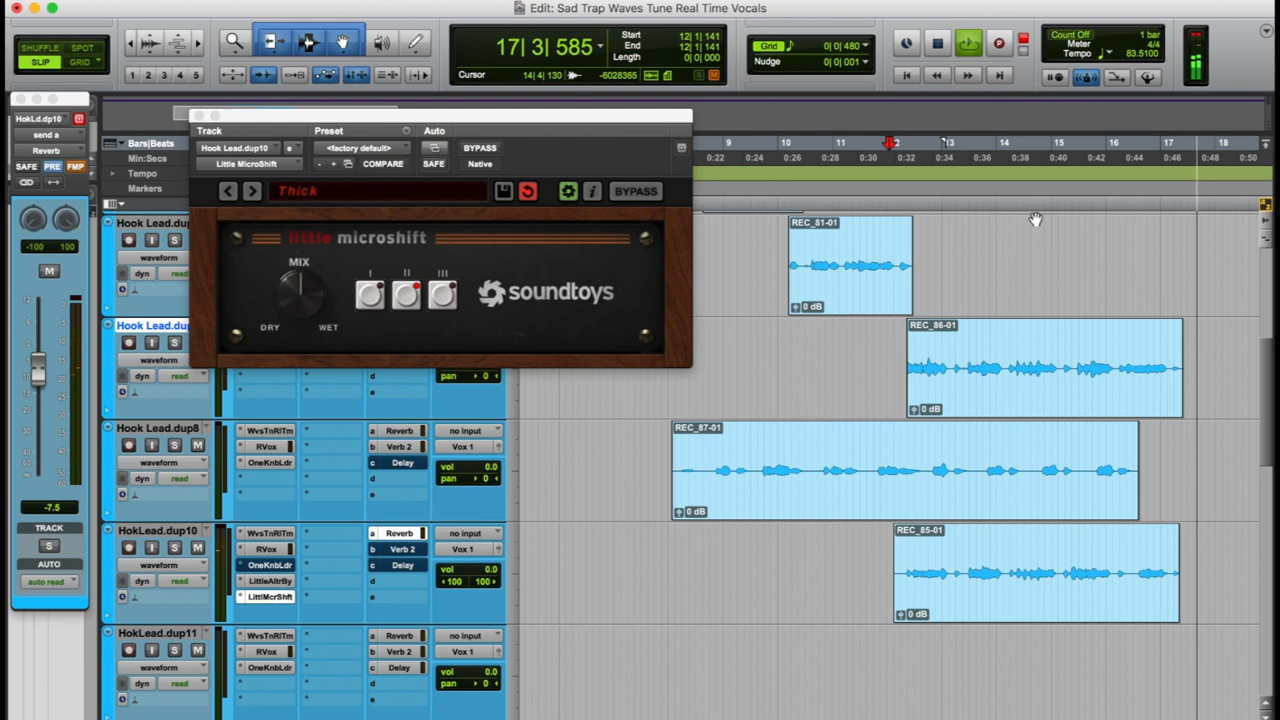 Edit: Sad Trap Waves Tune Real Time Vocals
SHUFFLE SPOT
SLIP GRID
1 2 3 4 5
17| 3| 585
Start 12| 1| 141
End 12| 1| 141
Length 0| 0| 000
Cursor 14| 4| 130 -6028365
Grid 0| 0| 480
Nudge 0| 0| 001
Count Off 1 bar
Meter 4/4
Tempo 83.5100
HokLd.dp10
send a
Reverb
SAFE PRE FMP
-100 100
M
-7.5
TRACK
S
AUTO
auto read
Track Preset Auto
Hook Lead.dup10 e <factory default> BYPASS
Little MicroShift - + COMPARE SAFE Native
Thick BYPASS
little microshift
MIX
DRY WET
I II III
soundtoys
Bars|Beats
Min:Secs
Tempo
Markers
9 10 11 12 13 14 15 16 17 18
0:22 0:24 0:26 0:28 0:30 0:32 0:34 0:36 0:38 0:40 0:42 0:44 0:46 0:48 0:50
Hook Lead.dup
I S
waveform
dyn read
REC_81-01
0 dB
Hook Lead.dup
I S
waveform
dyn read
d
e
pan 0
REC_86-01
0 dB
Hook Lead.dup8
I S M
waveform
dyn read
WvsTnRlTm
RVox
OneKnbLdr
a Reverb
b Verb 2
c Delay
d
e
no input
Vox 1
vol 0.0
pan 0
REC_87-01
0 dB
HokLead.dup10
I S M
waveform
dyn read
WvsTnRlTm
RVox
OneKnbLdr
LittleAltrBy
LittlMcrShft
a Reverb
b Verb 2
c Delay
d
e
no input
Vox 1
vol 0.0
100 100
REC_85-01
0 dB
HokLead.dup11
I S M
waveform
dyn read
WvsTnRlTm
RVox
OneKnbLdr
a Reverb
b Verb 2
c Delay
d
e
no input
Vox 1
vol 0.0
pan 0